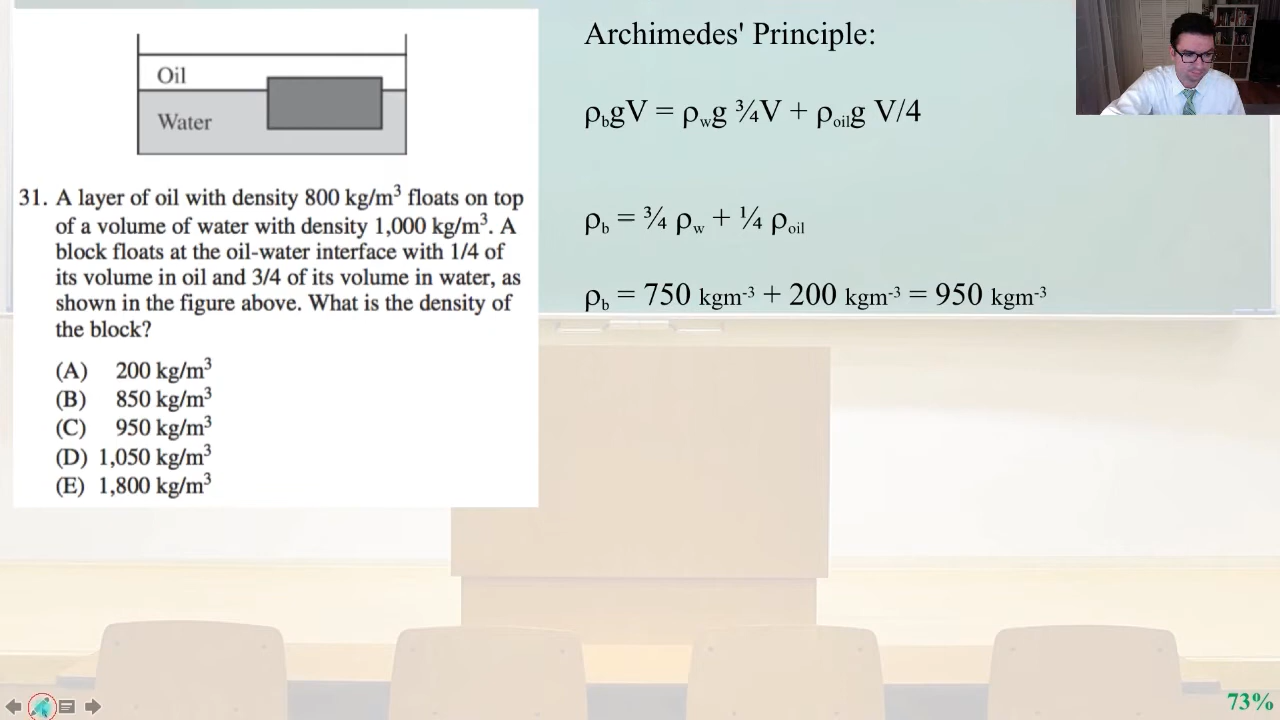 Oil
Water
31. A layer of oil with density 800 kg/m³ floats on top
of a volume of water with density 1,000 kg/m³. A
block floats at the oil-water interface with 1/4 of
its volume in oil and 3/4 of its volume in water, as
shown in the figure above. What is the density of
the block?
(A) 200 kg/m³
(B) 850 kg/m³
(C) 950 kg/m³
(D) 1,050 kg/m³
(E) 1,800 kg/m³
Archimedes' Principle:
ρbgV = ρwg ¾V + ρoilg V/4
ρb = ¾ ρw + ¼ ρoil
ρb = 750 kgm⁻³ + 200 kgm⁻³ = 950 kgm⁻³
73%